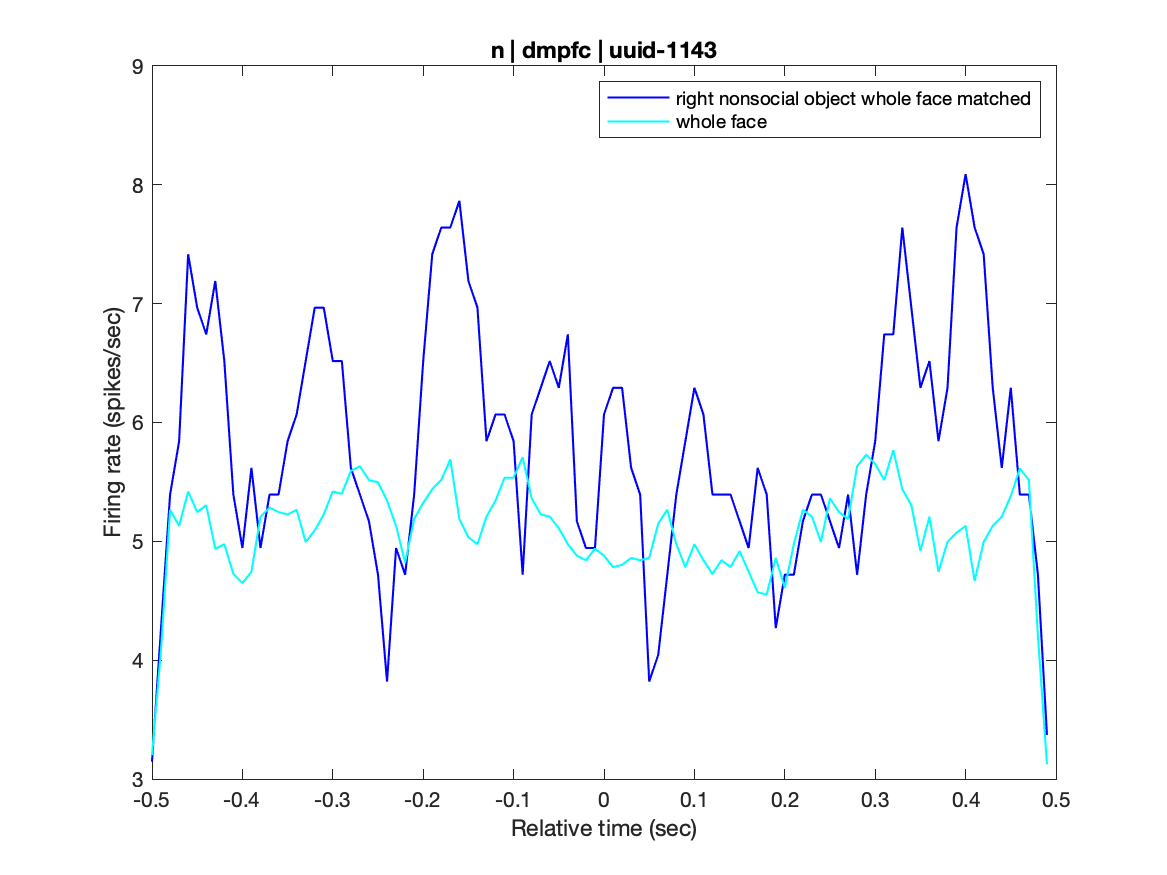 n | dmpfc | uuid-1143
right nonsocial object whole face matched
whole face
Firing rate (spikes/sec)
9
8
7
6
5
4
3
-0.5 -0.4 -0.3 -0.2 -0.1 0 0.1 0.2 0.3 0.4 0.5
Relative time (sec)